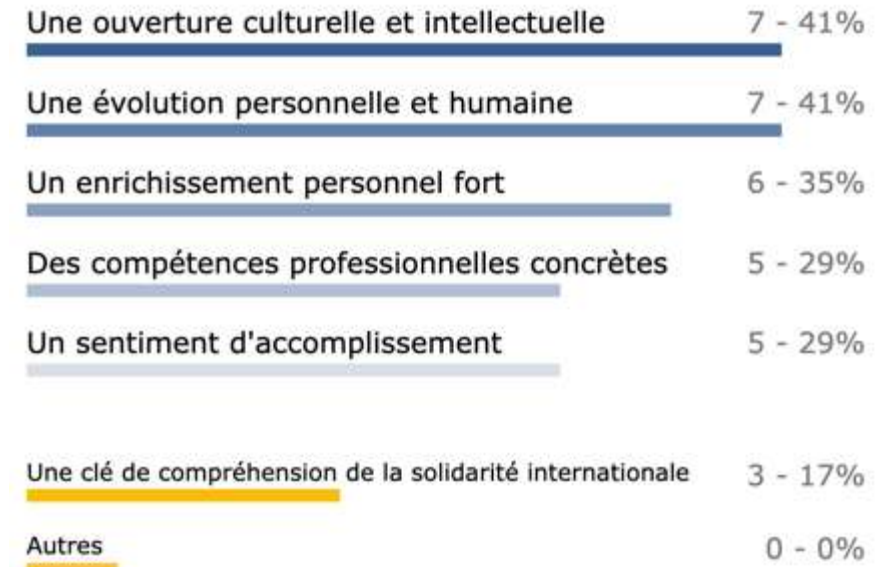 Une ouverture culturelle et intellectuelle 7 - 41%
Une évolution personnelle et humaine 7 - 41%
Un enrichissement personnel fort 6 - 35%
Des compétences professionnelles concrètes 5 - 29%
Un sentiment d'accomplissement 5 - 29%
Une clé de compréhension de la solidarité internationale 3 - 17%
Autres 0 - 0%